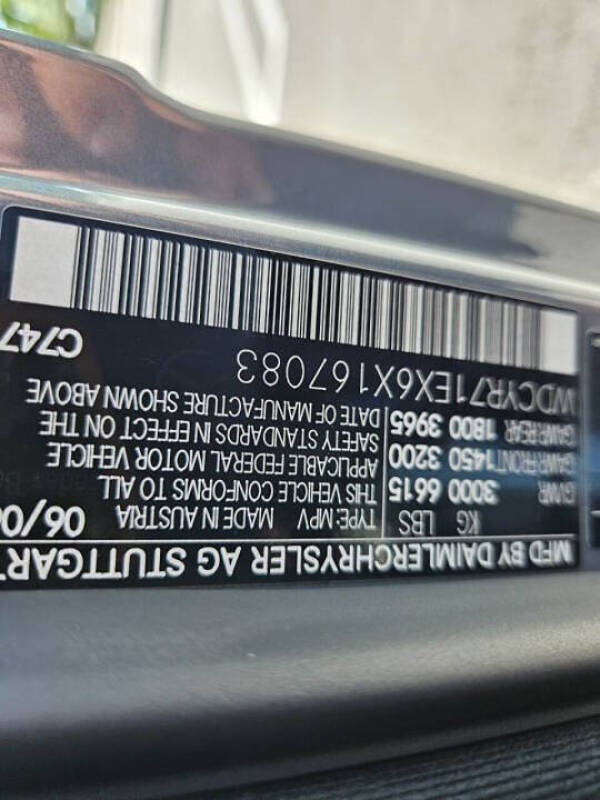 MFD BY DAIMLERCHRYSLER AG STUTTGART
KG LBS TYPE: MPV MADE IN AUSTRIA 06/0
GVWR 3000 6615 THIS VEHICLE CONFORMS TO ALL
GAWR FRONT 1450 3200 APPLICABLE FEDERAL MOTOR VEHICLE
GAWR REAR 1800 3965 SAFETY STANDARDS IN EFFECT ON THE
DATE OF MANUFACTURE SHOWN ABOVE
WDCYR71EX6X167083
C747